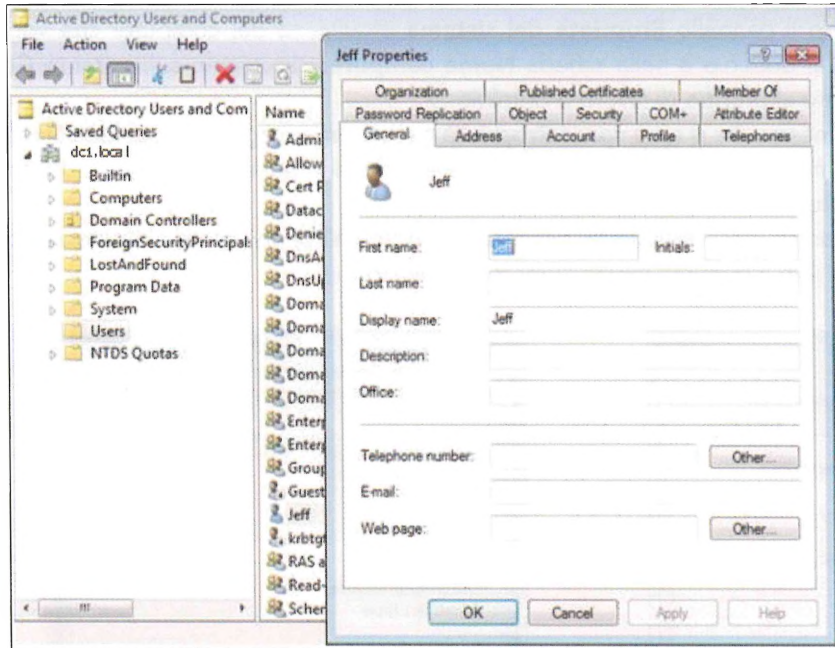 Active Directory Users and Computers
File Action View Help
Active Directory Users and Com
Saved Queries
dc1.local
Builtin
Computers
Domain Controllers
ForeignSecurityPrincipal
LostAndFound
Program Data
System
Users
NTDS Quotas
Name
Admi
Allow
Cert P
Datac
Denie
DnsA
DnsU
Doma
Doma
Doma
Doma
Doma
Enterp
Enterp
Group
Guest
Jeff
krbtgt
RAS a
Read-
Schem
Jeff Properties
Organization Published Certificates Member Of
Password Replication Object Security COM+ Attribute Editor
General Address Account Profile Telephones
Jeff
First name: Jeff Initials:
Last name:
Display name: Jeff
Description:
Office:
Telephone number: Other...
E-mail:
Web page: Other...
OK Cancel Apply Help